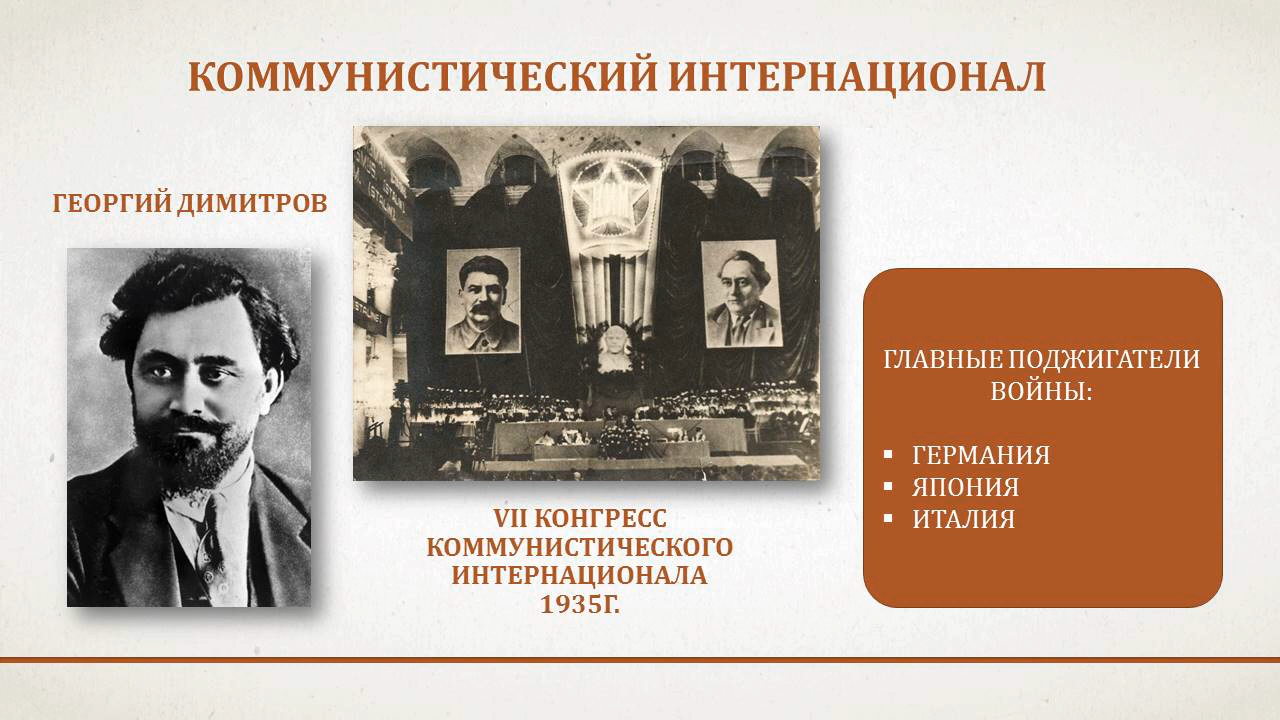 КОММУНИСТИЧЕСКИЙ ИНТЕРНАЦИОНАЛ
ГЕОРГИЙ ДИМИТРОВ
VII КОНГРЕСС
КОММУНИСТИЧЕСКОГО
ИНТЕРНАЦИОНАЛА
1935Г.
ГЛАВНЫЕ ПОДЖИГАТЕЛИ
ВОЙНЫ:
▪ ГЕРМАНИЯ
▪ ЯПОНИЯ
▪ ИТАЛИЯ